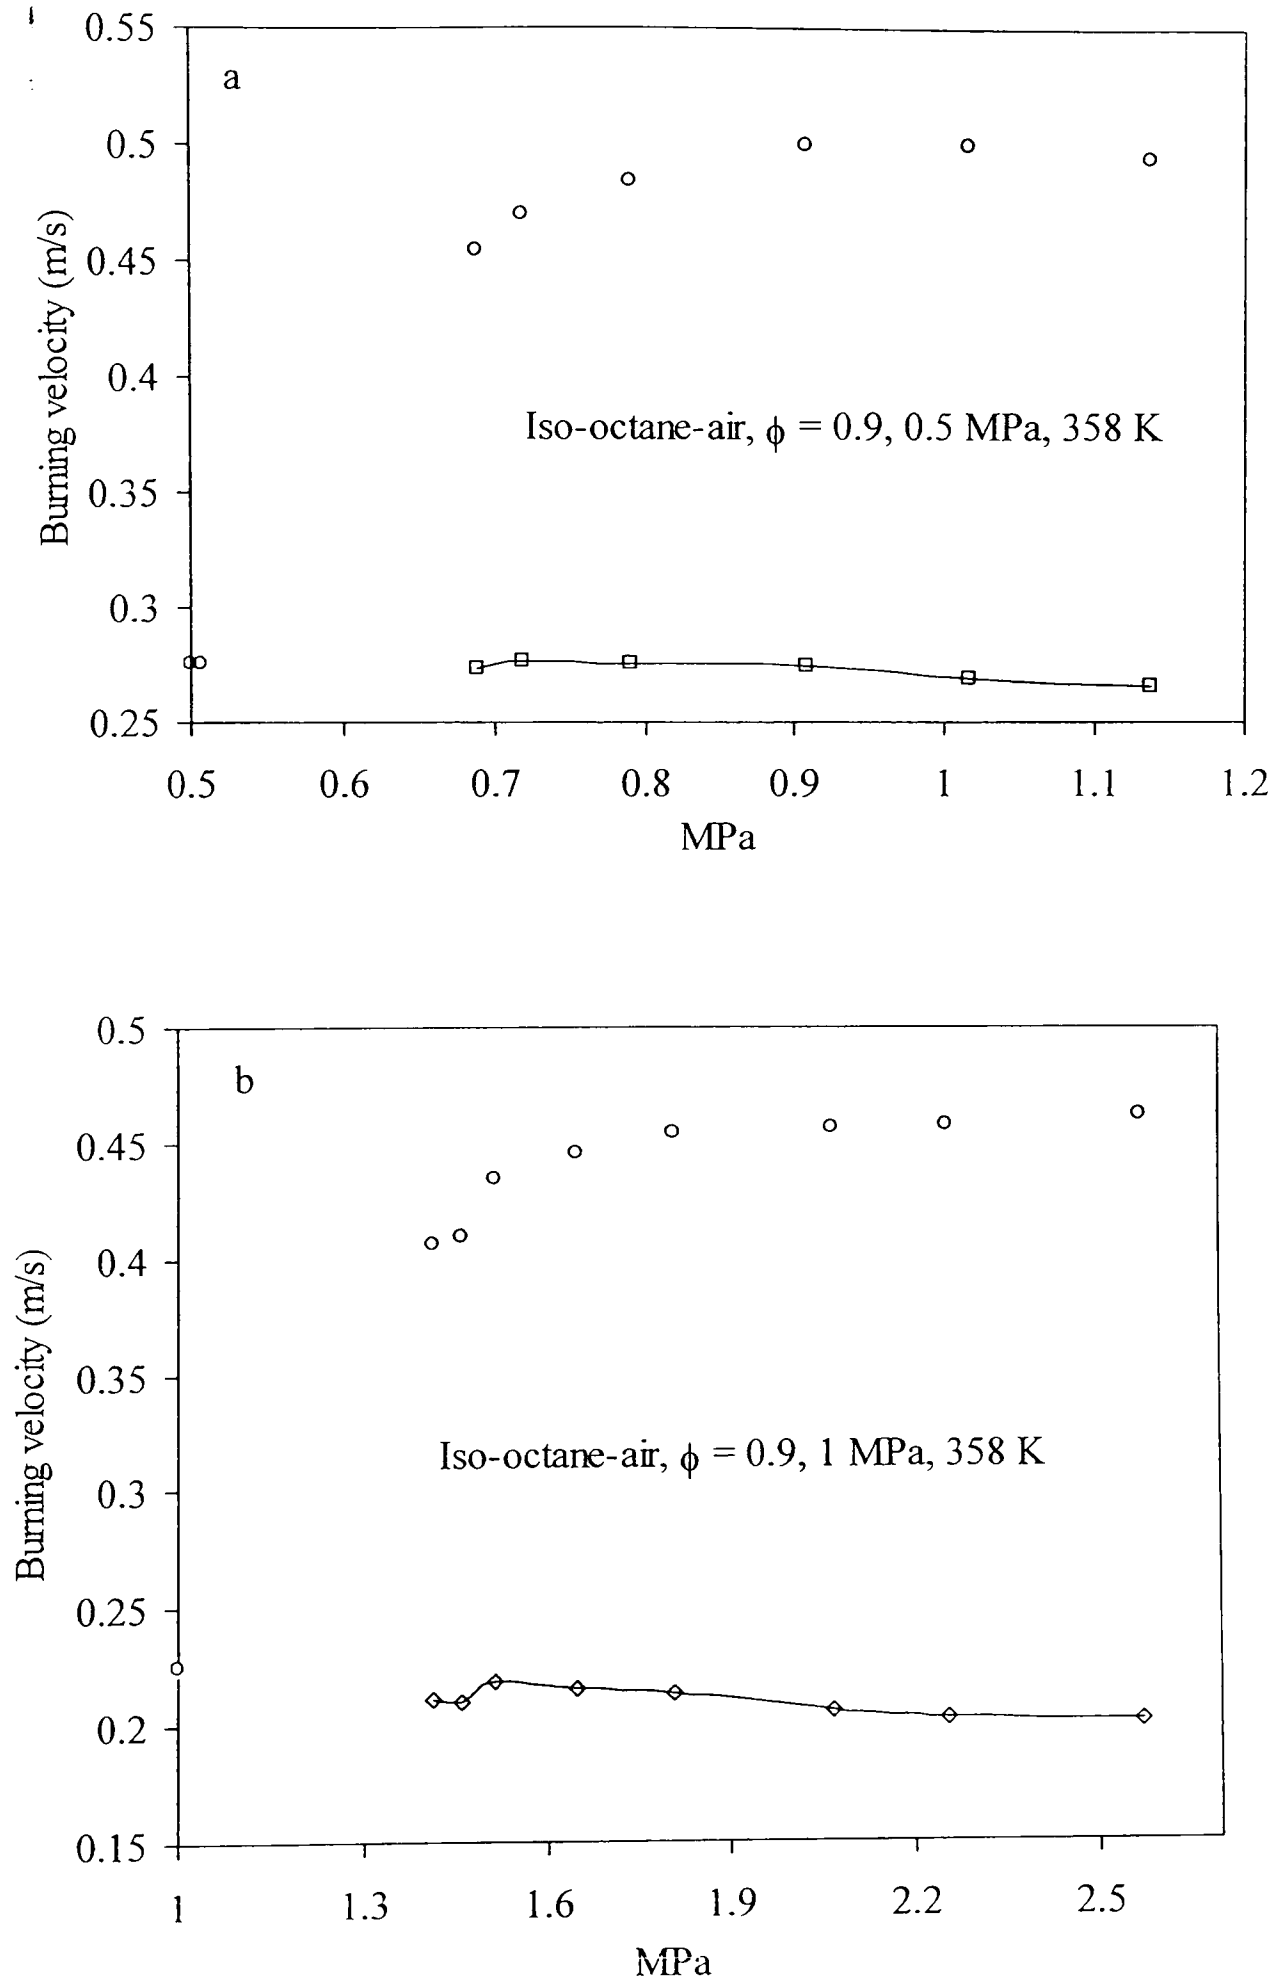 0.55
a
0.5
0.45
0.4
Iso-octane-air, ϕ = 0.9, 0.5 MPa, 358 K
0.35
0.3
0.25
Burning velocity (m/s)
0.5 0.6 0.7 0.8 0.9 1 1.1 1.2
MPa
0.5
b
0.45
0.4
0.35
Iso-octane-air, ϕ = 0.9, 1 MPa, 358 K
0.3
0.25
0.2
0.15
Burning velocity (m/s)
1 1.3 1.6 1.9 2.2 2.5
MPa